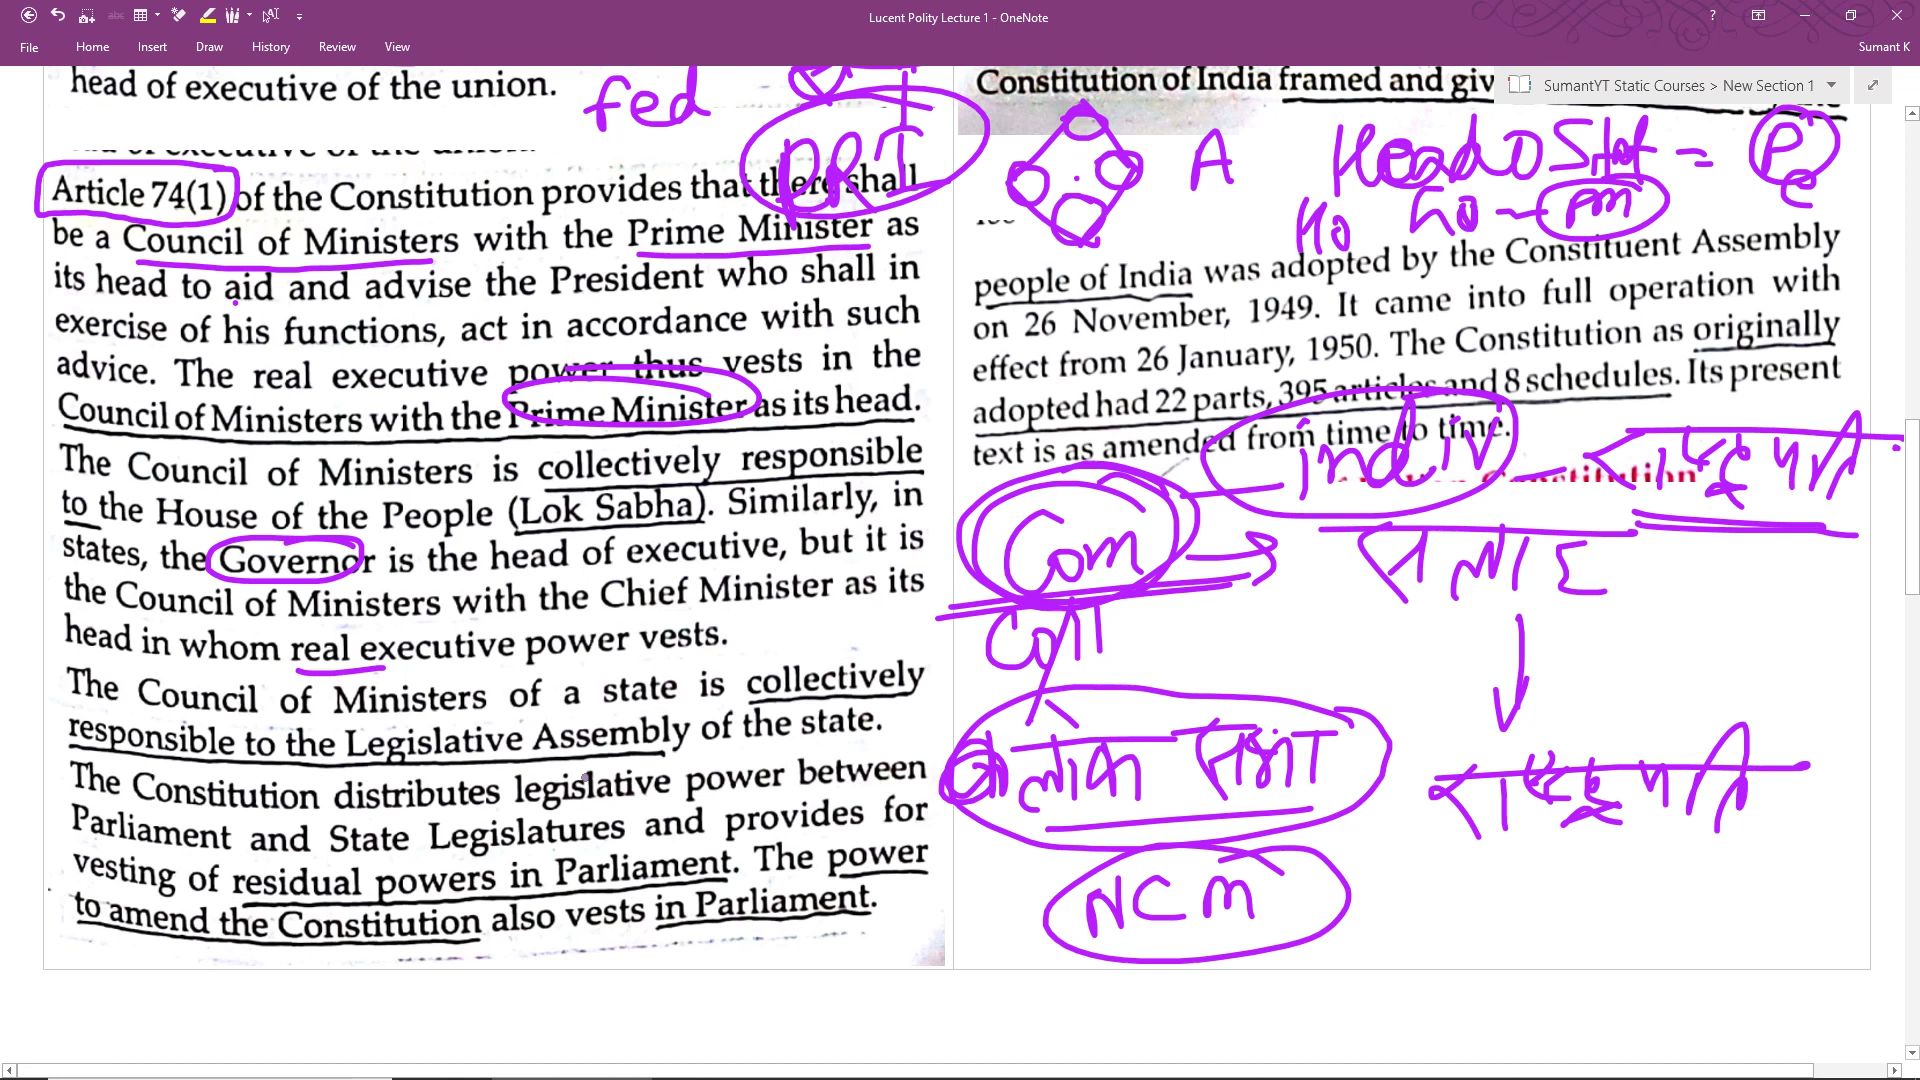 Lucent Polity Lecture 1 - OneNote
File Home Insert Draw History Review View
Sumant K
SumantYT Static Courses > New Section 1
head of executive of the union.
fed
PRI
Article 74(1) of the Constitution provides that there shall
be a Council of Ministers with the Prime Minister as
its head to aid and advise the President who shall in
exercise of his functions, act in accordance with such
advice. The real executive power thus vests in the
Council of Ministers with the Prime Minister as its head.
The Council of Ministers is collectively responsible
to the House of the People (Lok Sabha). Similarly, in
states, the Governor is the head of executive, but it is
the Council of Ministers with the Chief Minister as its
head in whom real executive power vests.
The Council of Ministers of a state is collectively
responsible to the Legislative Assembly of the state.
The Constitution distributes legislative power between
Parliament and State Legislatures and provides for
vesting of residual powers in Parliament. The power
to amend the Constitution also vests in Parliament.
Constitution of India framed and giv
A Head O Stat = P
Ho Go - PM
people of India was adopted by the Constituent Assembly
on 26 November, 1949. It came into full operation with
effect from 26 January, 1950. The Constitution as originally
adopted had 22 parts, 395 articles and 8 schedules. Its present
text is as amended from time to time.
indiv
Com
Coll
लोक सभा
NCM